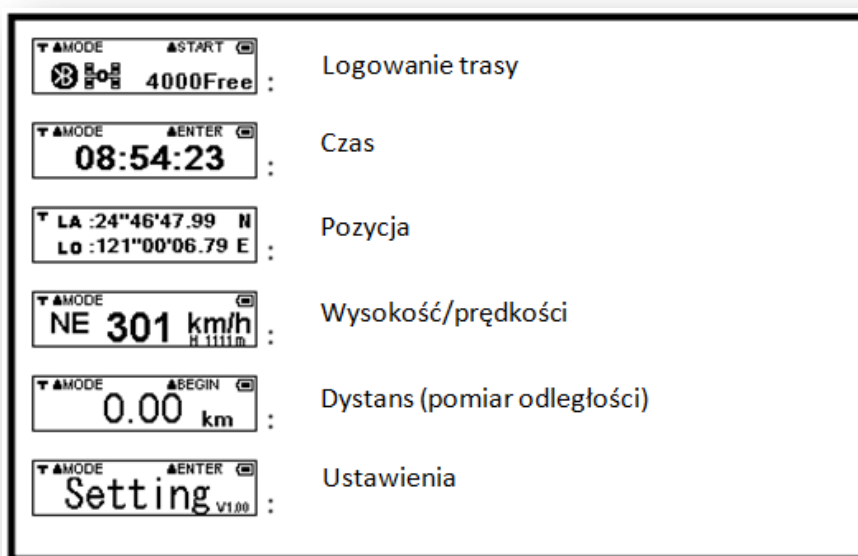 MODE START
4000Free : Logowanie trasy
MODE ENTER
08:54:23 : Czas
LA :24"46'47.99 N
LO :121"00'06.79 E : Pozycja
MODE
NE 301 km/h
H 1111m : Wysokość/prędkości
MODE BEGIN
0.00 km : Dystans (pomiar odległości)
MODE ENTER
Setting V1.00 : Ustawienia